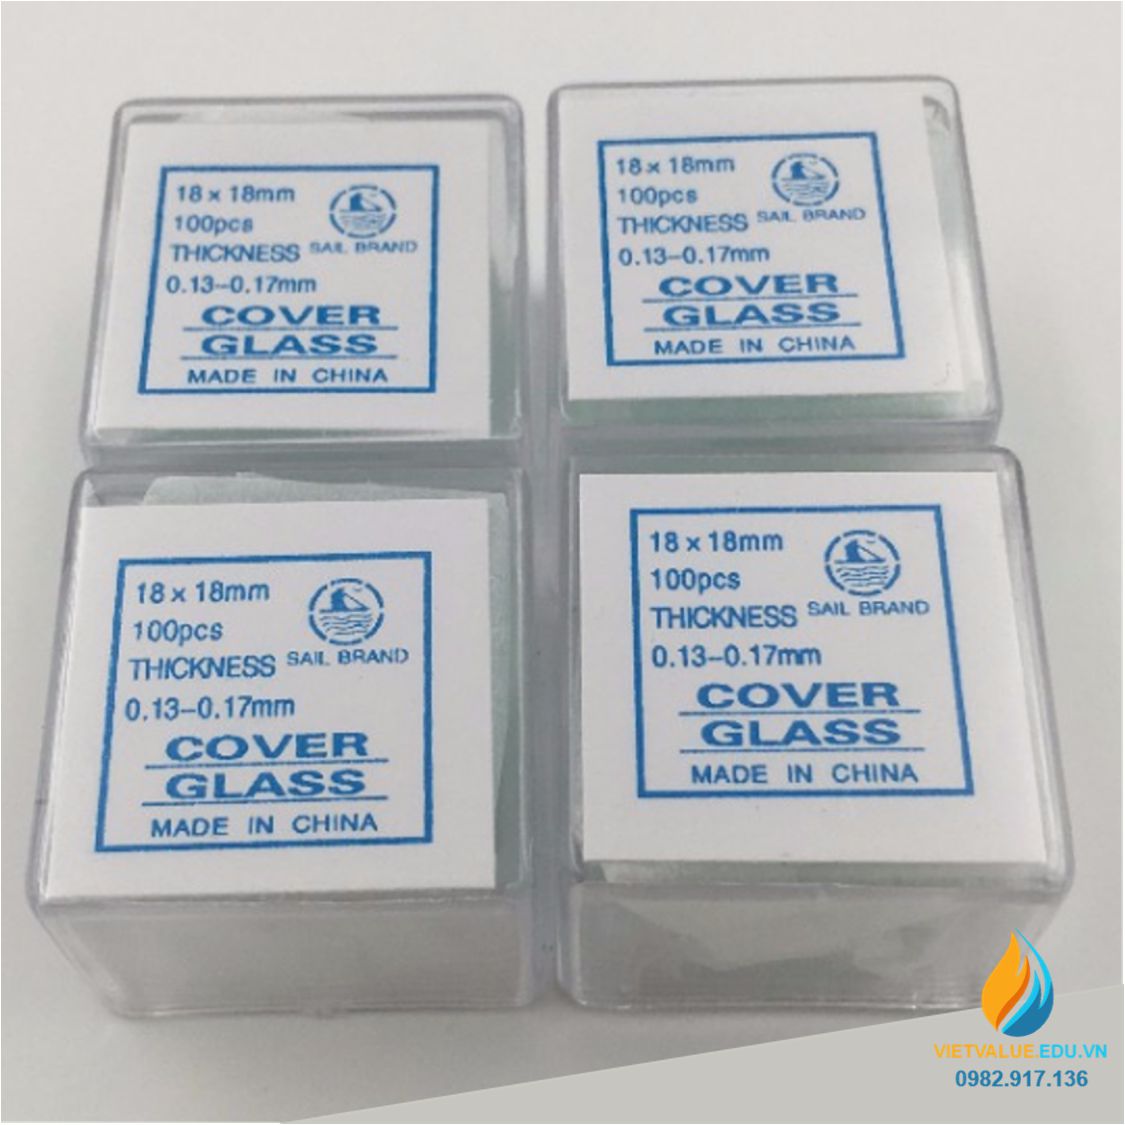 18 x 18mm
100pcs
THICKNESS
SAIL BRAND
0.13-0.17mm
COVER
GLASS
MADE IN CHINA
18 x 18mm
100pcs
THICKNESS
SAIL BRAND
0.13-0.17mm
COVER
GLASS
MADE IN CHINA
18 x 18mm
100pcs
THICKNESS
SAIL BRAND
0.13-0.17mm
COVER
GLASS
MADE IN CHINA
18 x 18mm
100pcs
THICKNESS
SAIL BRAND
0.13-0.17mm
COVER
GLASS
MADE IN CHINA
VIETVALUE.EDU.VN
0982.917.136